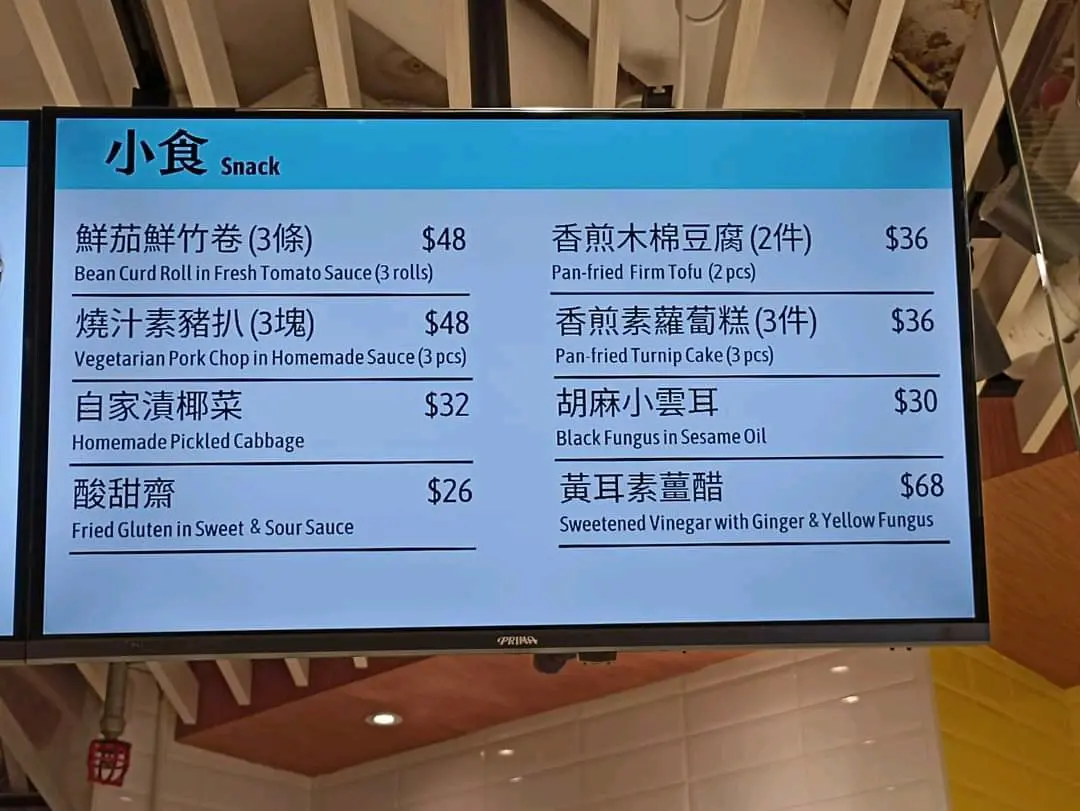 小食 Snack
鮮茄鮮竹卷(3條) $48
Bean Curd Roll in Fresh Tomato Sauce (3 rolls)
燒汁素豬扒(3塊) $48
Vegetarian Pork Chop in Homemade Sauce (3 pcs)
自家漬椰菜 $32
Homemade Pickled Cabbage
酸甜齋 $26
Fried Gluten in Sweet & Sour Sauce
香煎木棉豆腐(2件) $36
Pan-fried Firm Tofu (2 pcs)
香煎素蘿蔔糕(3件) $36
Pan-fried Turnip Cake (3 pcs)
胡麻小雲耳 $30
Black Fungus in Sesame Oil
黃耳素薑醋 $68
Sweetened Vinegar with Ginger & Yellow Fungus
PRIMA